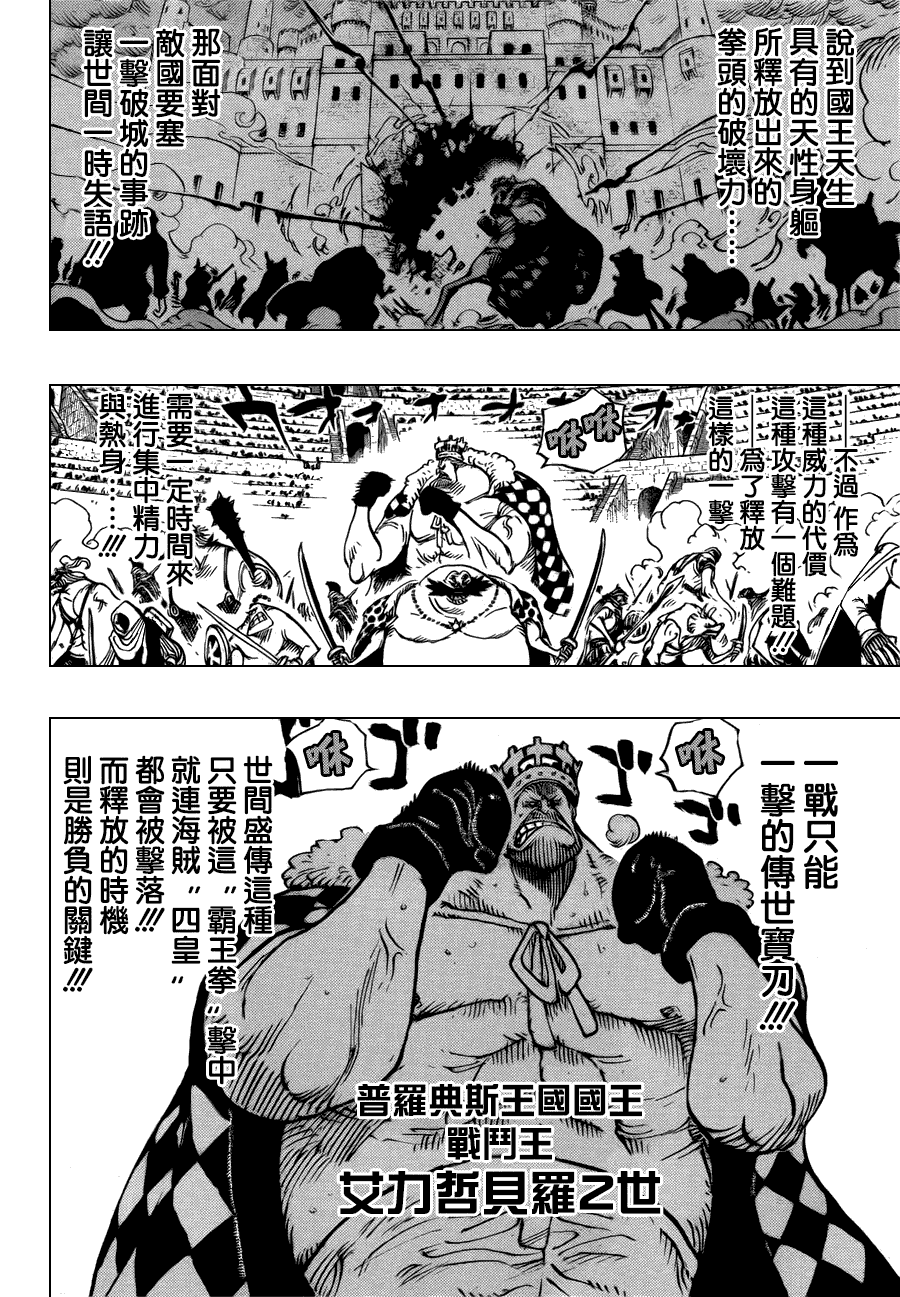 說到國王天生
具有的天性身軀
所釋放出來的
拳頭的破壞力……
那面對
敵國要塞
一擊破城的事跡
讓世間一時失語!!!
——不過 作為
這種威力的代價
這種攻擊有一個難題!!!
——為了釋放
這樣的一擊
咻咻
咻
需要一定時間來
進行集中精力
與熱身……!!!
一戰只能
一擊的傳世寶刀!!!
咻
咻
ゴゴ
ゴゴ
世間盛傳這種
只要被這〝霸王拳〞擊中
就連海賊〝四皇〞
都會被擊落!!!
而釋放的時機
則是勝負的關鍵!!!
普羅典斯王國國王
戰鬥王
艾力哲貝羅2世